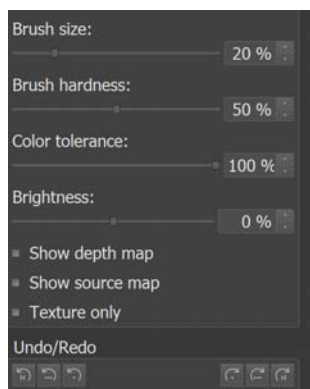 Brush size:
20 %
Brush hardness:
50 %
Color tolerance:
100 %
Brightness:
0 %
Show depth map
Show source map
Texture only
Undo/Redo